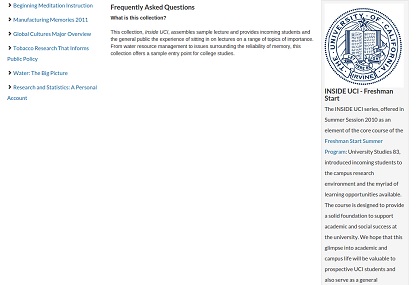 Beginning Meditation Instruction
Manufacturing Memories 2011
Global Cultures Major Overview
Tobacco Research That Informs
Public Policy
Water: The Big Picture
Research and Statistics: A Personal
Account
Frequently Asked Questions
What is this collection?
This collection, Inside UCI, assembles sample lecture and provides incoming students and
the general public the experience of sitting in on lectures on a range of topics of importance.
From water resource management to issues surrounding the reliability of memory, this
collection offers a sample entry point for college studies.
THE UNIVERSITY OF CALIFORNIA
IRVINE
INSIDE UCI - Freshman
Start
The INSIDE UCI series, offered in
Summer Session 2010 as an
element of the core course of the
Freshman Start Summer
Program: University Studies 83,
introduced incoming students to
the campus research
environment and the myriad of
learning opportunities available.
The course is designed to provide
a solid foundation to support
academic and social success at
the university. We hope that this
glimpse into academic and
campus life will be valuable to
prospective UCI students and
also serve as a general